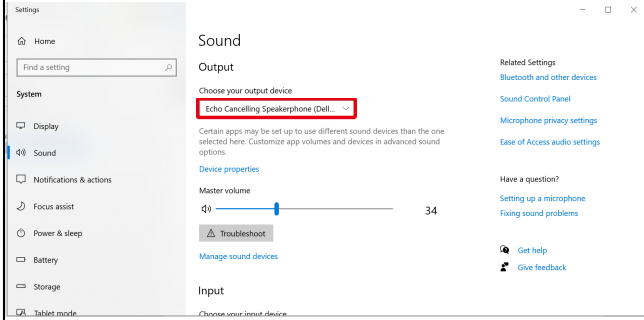 Settings
Home
Find a setting
System
Display
Sound
Notifications & actions
Focus assist
Power & sleep
Battery
Storage
Tablet mode
Sound
Output
Choose your output device
Echo Cancelling Speakerphone (Dell...
Certain apps may be set up to use different sound devices than the one
selected here. Customize app volumes and devices in advanced sound
options.
Device properties
Master volume
34
Troubleshoot
Manage sound devices
Input
Choose your input device
Related Settings
Bluetooth and other devices
Sound Control Panel
Microphone privacy settings
Ease of Access audio settings
Have a question?
Setting up a microphone
Fixing sound problems
Get help
Give feedback